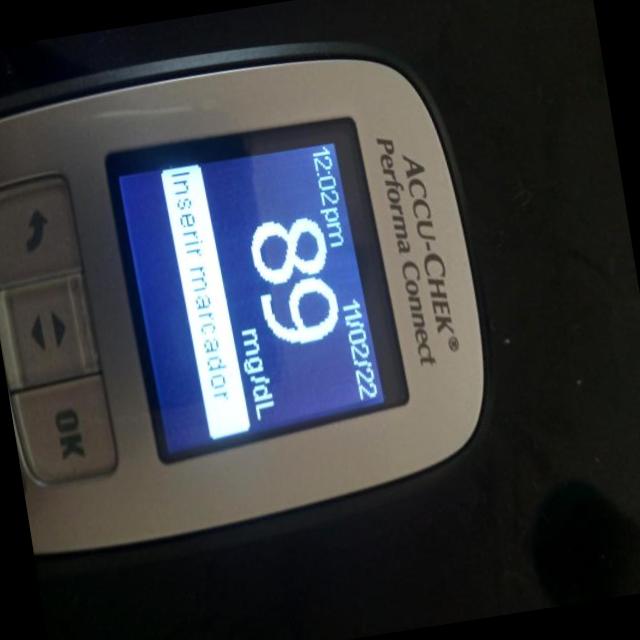 ACCU-CHEK®
Performa Connect
12:02pm 11/02/22
89 mg/dL
Inserir marcador
OK